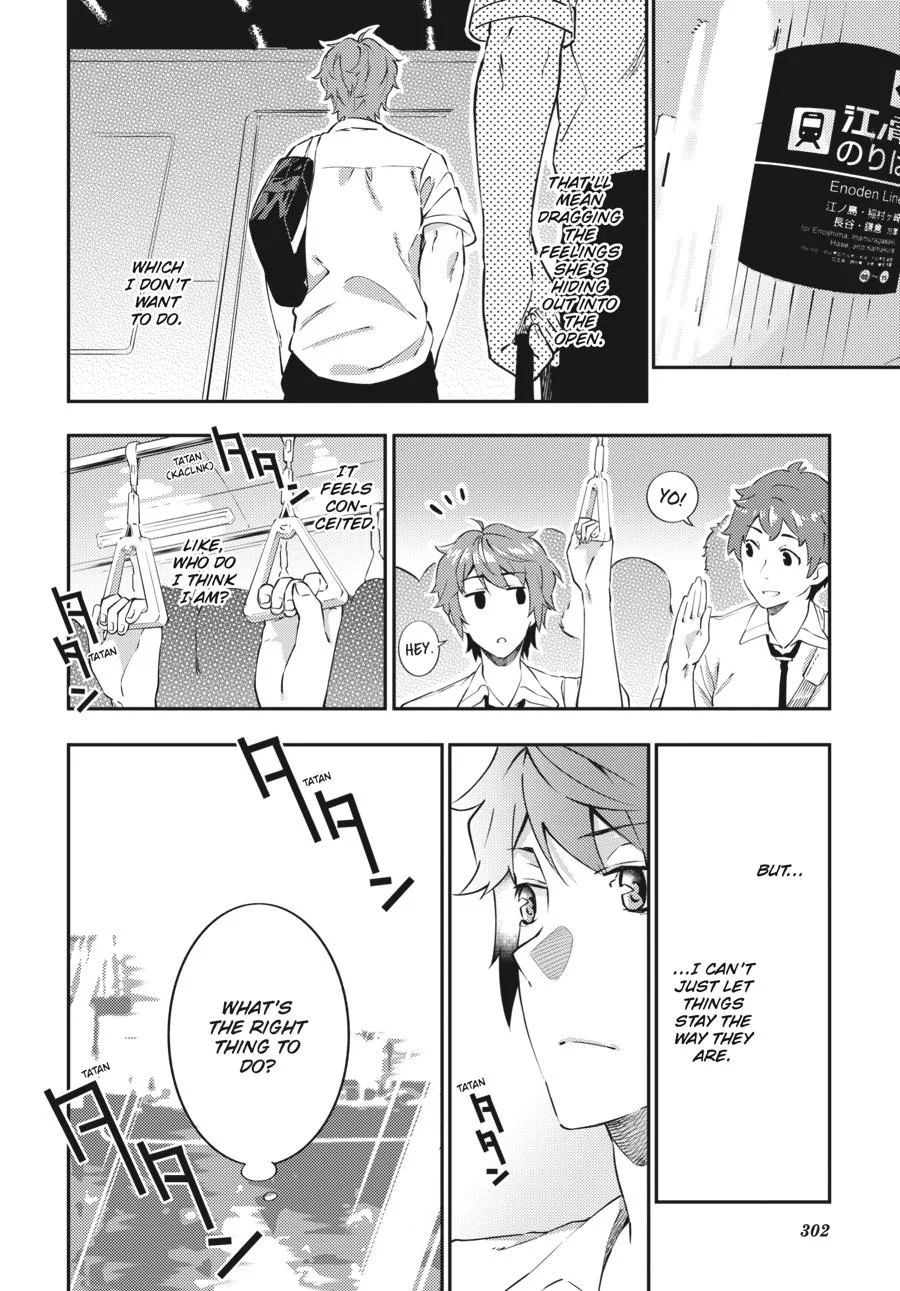 江
のりば
Enoden Line
江ノ島・稲村ヶ崎
長谷・鎌倉 方面
for Enoshima, Inamuragasaki,
Hase, and Kamakura
THAT'LL
MEAN
DRAGGING
THE
FEELINGS
SHE'S
HIDING
OUT INTO
THE
OPEN.
WHICH
I DON'T
WANT
TO DO.
YO!
HEY.
IT
FEELS
CON-
CEITED.
タタン
TATAN
(KACLNK)
LIKE,
WHO DO
I THINK
I AM?
タタン
TATAN
BUT...
...I CAN'T
JUST LET
THINGS
STAY THE
WAY THEY
ARE.
TATAN
タタン
TATAN
タタン
WHAT'S
THE RIGHT
THING TO
DO?
TATAN
タタン
302